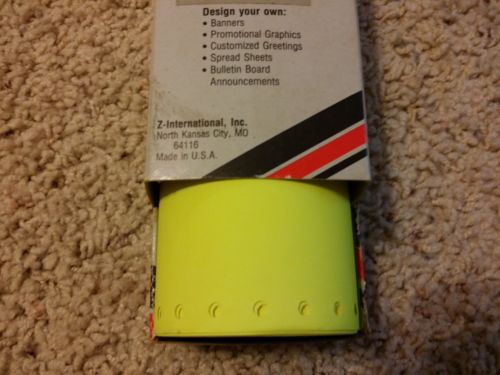 Design your own:
• Banners
• Promotional Graphics
• Customized Greetings
• Spread Sheets
• Bulletin Board
Announcements
Z-International, Inc.
North Kansas City, MO
64116
Made in U.S.A.